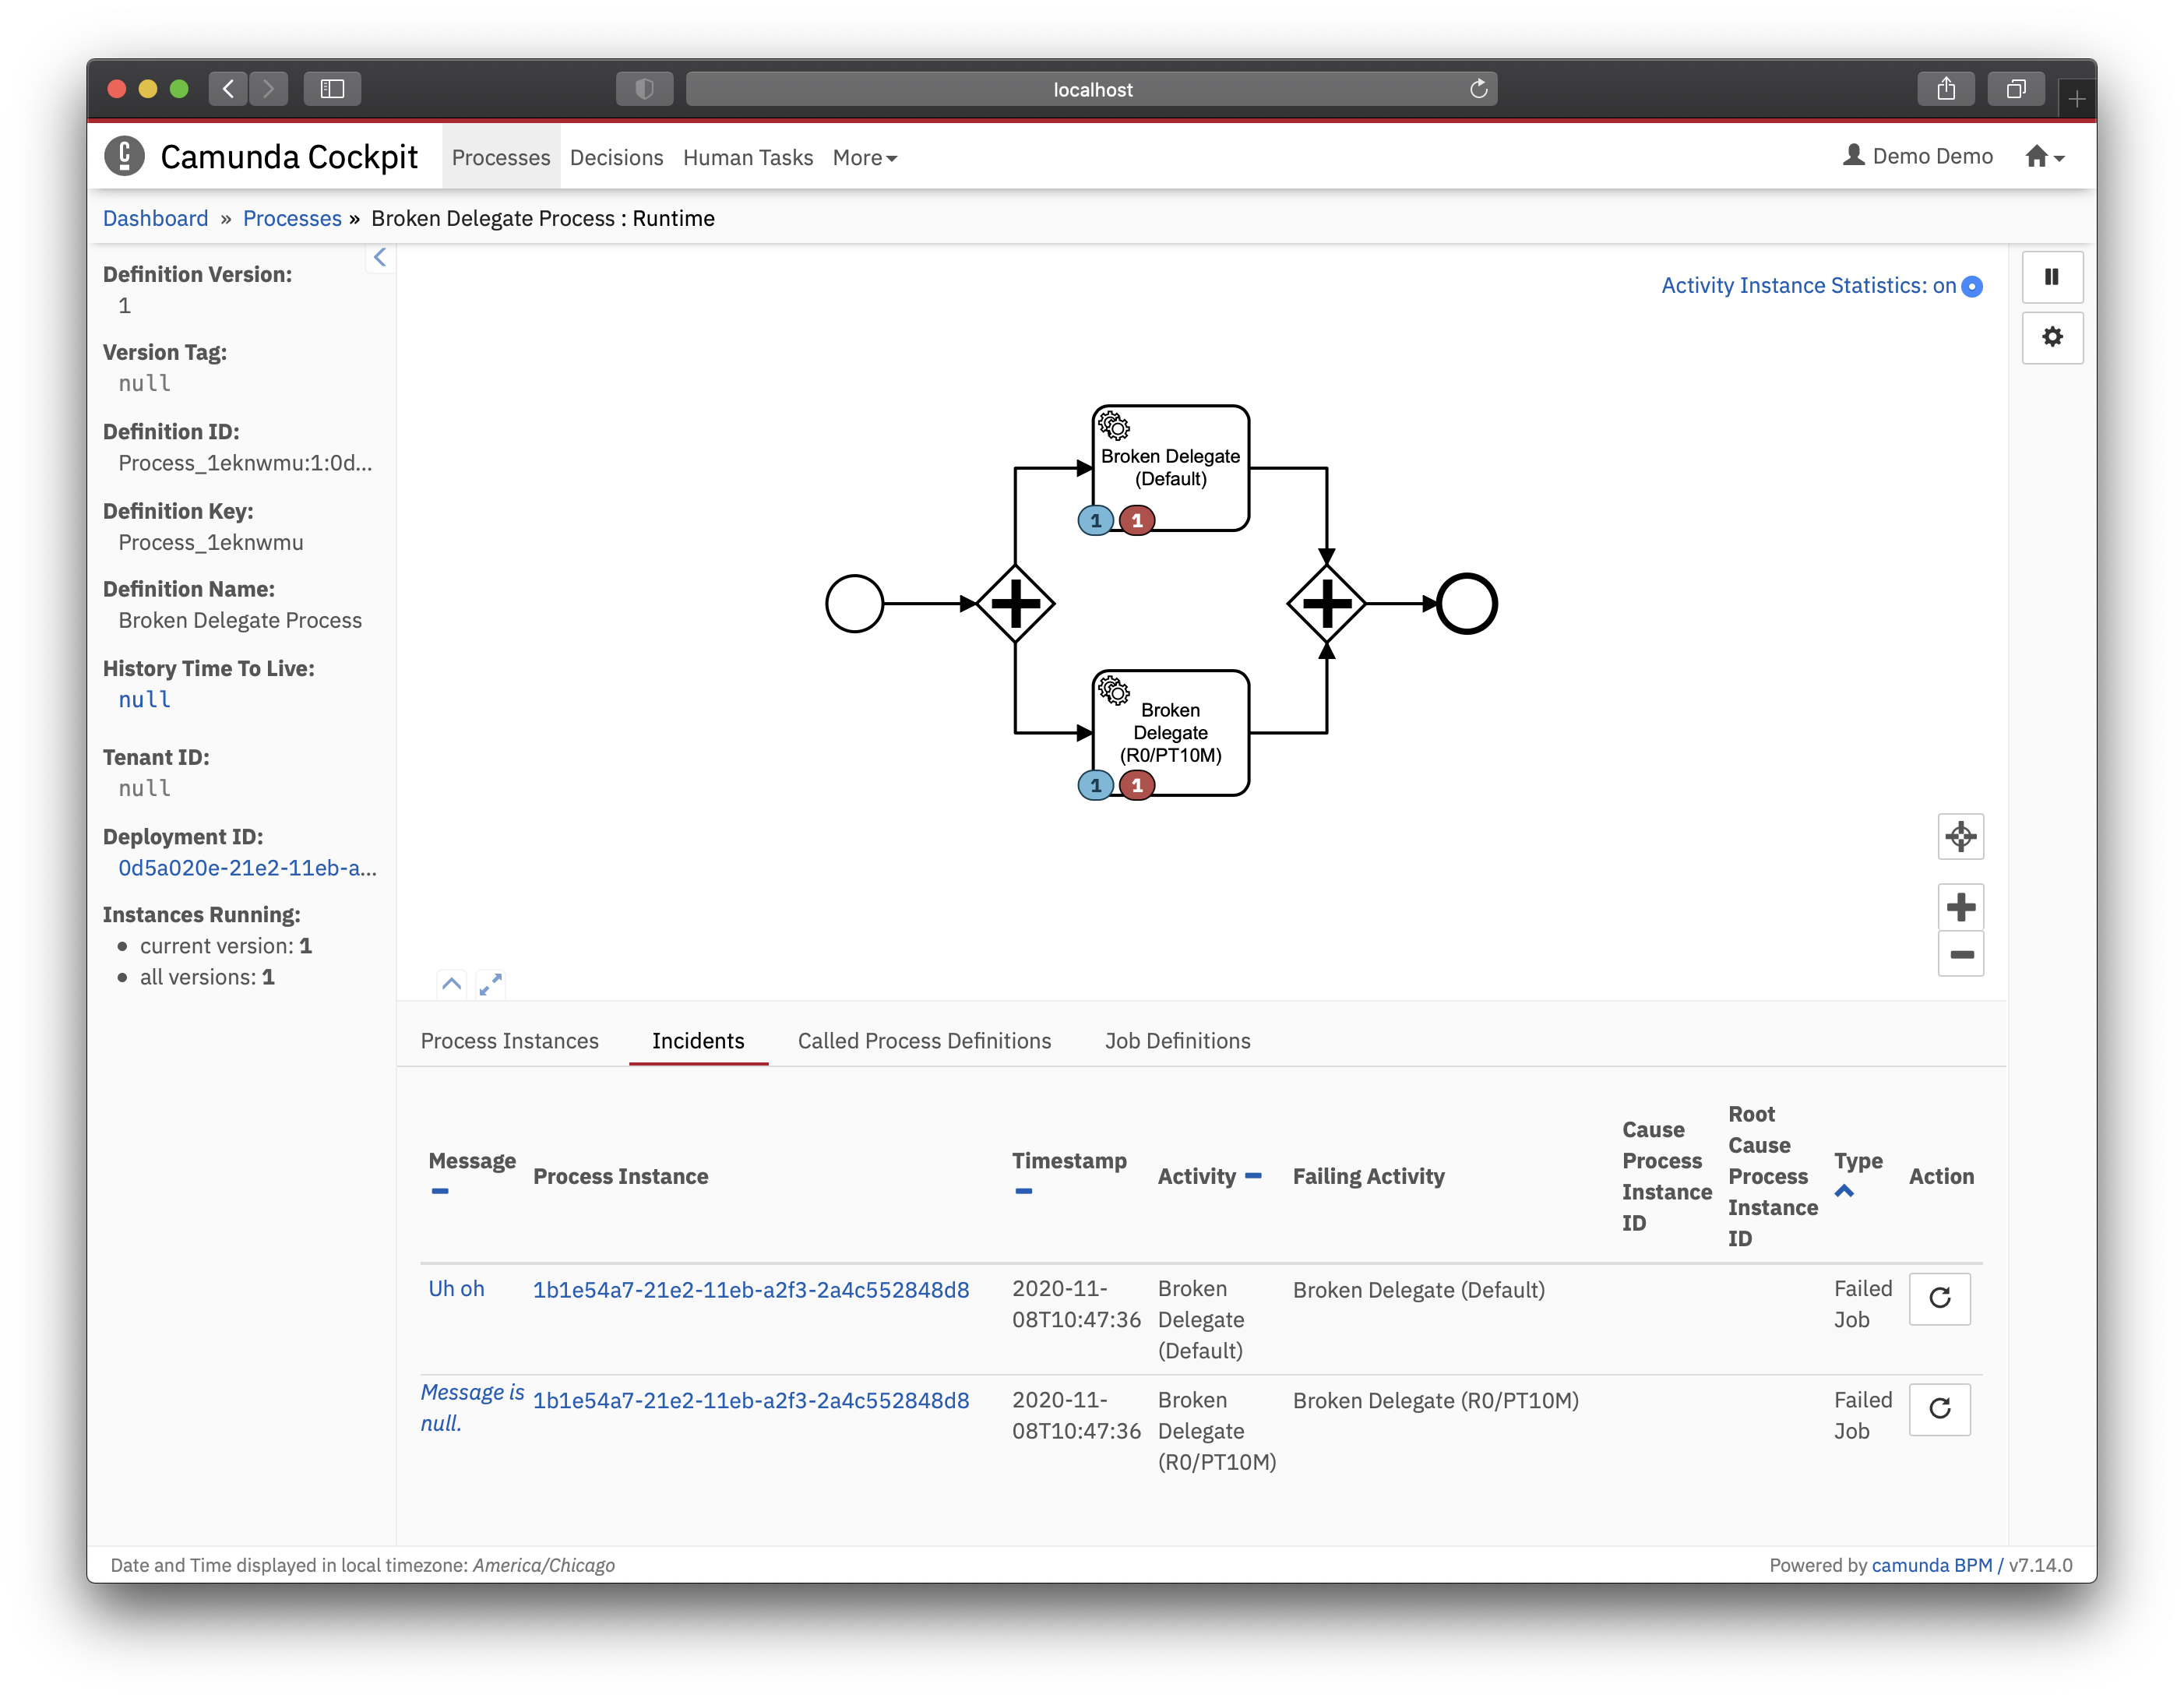 localhost
Camunda Cockpit
Processes
Decisions
Human Tasks
More
Demo Demo
Dashboard » Processes » Broken Delegate Process : Runtime
Definition Version:
1
Version Tag:
null
Definition ID:
Process_1eknwmu:1:0d...
Definition Key:
Process_1eknwmu
Definition Name:
Broken Delegate Process
History Time To Live:
null
Tenant ID:
null
Deployment ID:
0d5a020e-21e2-11eb-a...
Instances Running:
current version: 1
all versions: 1
Activity Instance Statistics: on
Broken Delegate
(Default)
1 1
Broken
Delegate
(R0/PT10M)
1 1
Process Instances
Incidents
Called Process Definitions
Job Definitions
Message
Process Instance
Timestamp
Activity
Failing Activity
Cause
Process
Instance
ID
Root
Cause
Process
Instance
ID
Type
Action
Uh oh
1b1e54a7-21e2-11eb-a2f3-2a4c552848d8
2020-11-
08T10:47:36
Broken
Delegate
(Default)
Broken Delegate (Default)
Failed
Job
Message is
null.
1b1e54a7-21e2-11eb-a2f3-2a4c552848d8
2020-11-
08T10:47:36
Broken
Delegate
(R0/PT10M)
Broken Delegate (R0/PT10M)
Failed
Job
Date and Time displayed in local timezone: America/Chicago
Powered by camunda BPM / v7.14.0